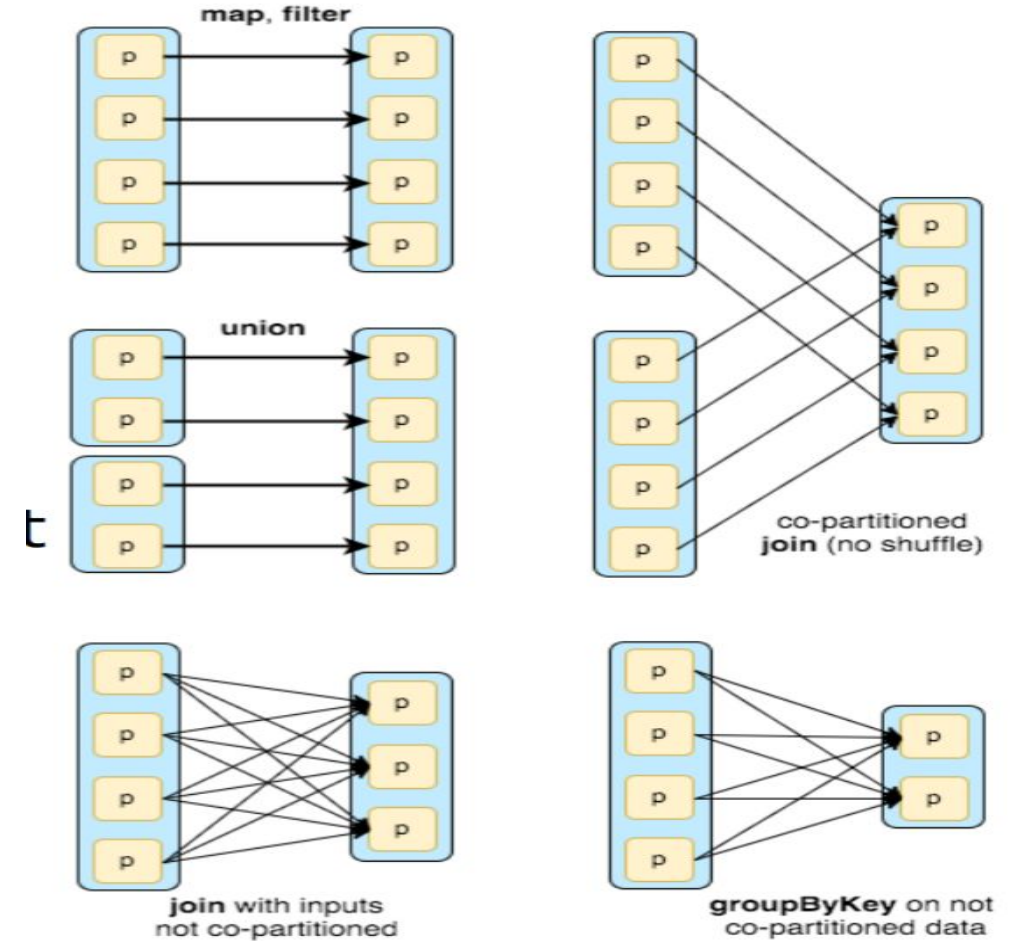 map, filter
p
p
p
p
p
p
p
p
union
p
p
p
p
p
p
p
p
t
p
p
p
p
p
p
p
p
p
p
p
p
co-partitioned
join (no shuffle)
p
p
p
p
p
p
p
join with inputs
not co-partitioned
p
p
p
p
p
p
groupByKey on not
co-partitioned data